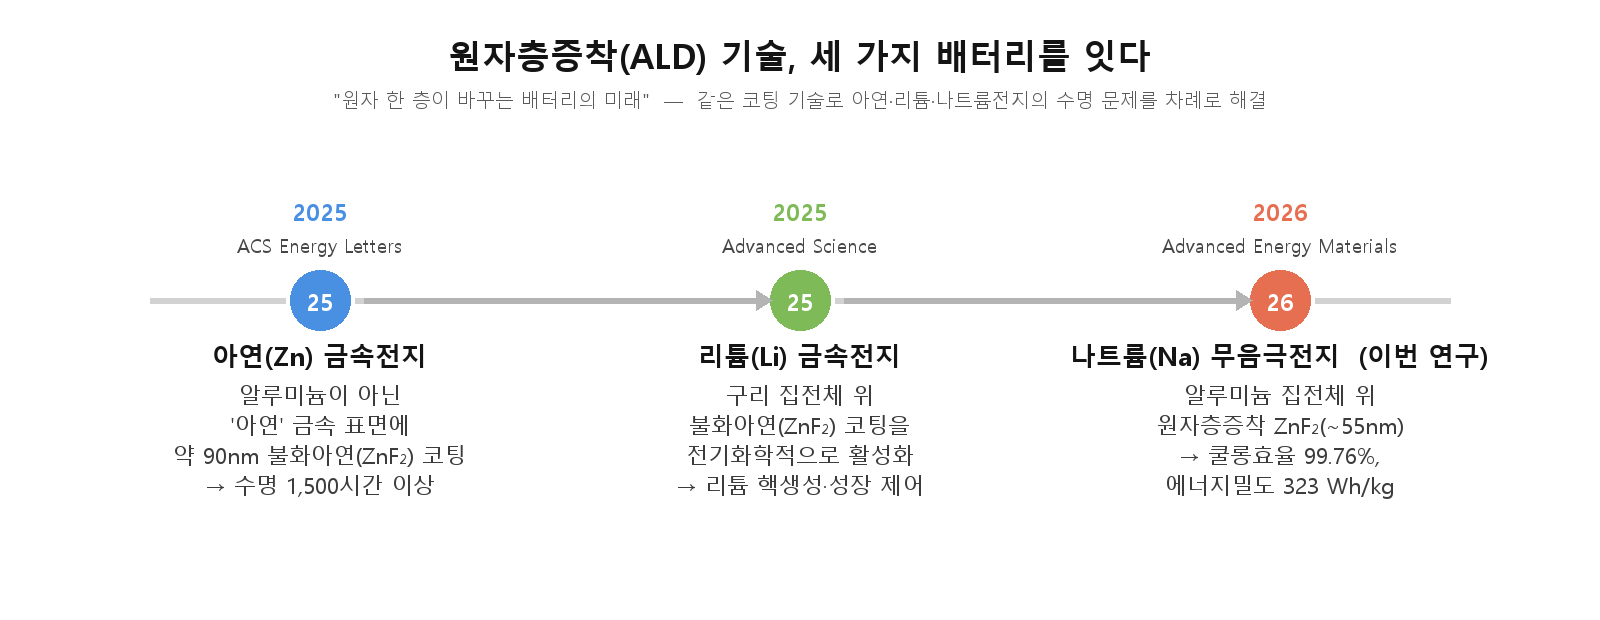 원자층증착(ALD) 기술, 세 가지 배터리를 잇다
"원자 한 층이 바꾸는 배터리의 미래" — 같은 코팅 기술로 아연·리튬·나트륨전지의 수명 문제를 차례로 해결
2025
ACS Energy Letters
25
아연(Zn) 금속전지
알루미늄이 아닌
'아연' 금속 표면에
약 90nm 불화아연(ZnF₂) 코팅
→ 수명 1,500시간 이상
2025
Advanced Science
25
리튬(Li) 금속전지
구리 집전체 위
불화아연(ZnF₂) 코팅을
전기화학적으로 활성화
→ 리튬 핵생성·성장 제어
2026
Advanced Energy Materials
26
나트륨(Na) 무음극전지 (이번 연구)
알루미늄 집전체 위
원자층증착 ZnF₂(~55nm)
→ 쿨롱효율 99.76%,
에너지밀도 323 Wh/kg